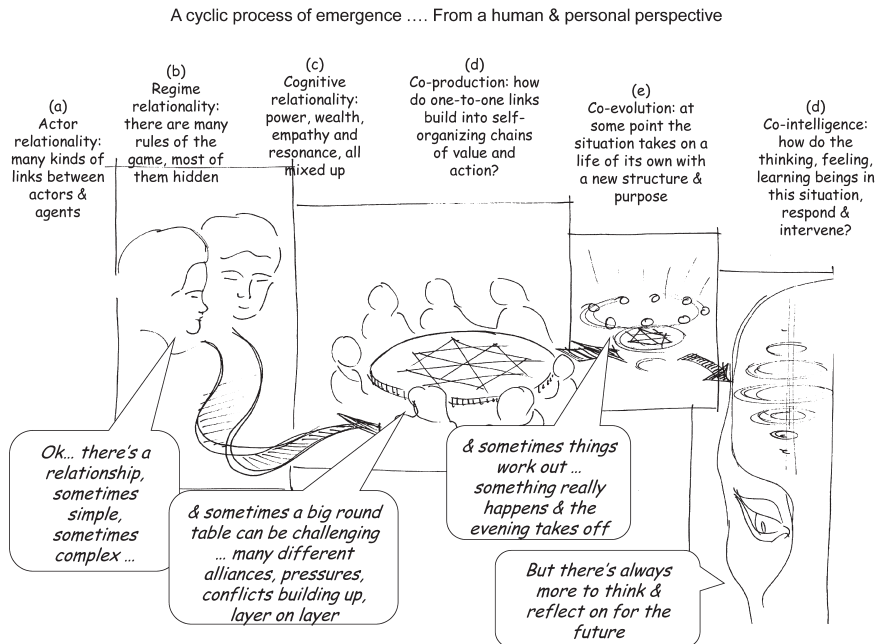 A cyclic process of emergence …. From a human & personal perspective
(a)
Actor
relationality:
many kinds of
links between
actors &
agents
(b)
Regime
relationality:
there are many
rules of the
game, most of
them hidden
(c)
Cognitive
relationality:
power, wealth,
empathy and
resonance, all
mixed up
(d)
Co-production: how
do one-to-one links
build into self-
organizing chains
of value and
action?
(e)
Co-evolution: at
some point the
situation takes on a
life of its own with
a new structure &
purpose
(d)
Co-intelligence:
how do the
thinking, feeling,
learning beings in
this situation,
respond &
intervene?
Ok… there's a
relationship,
sometimes
simple,
sometimes
complex …
& sometimes a big round
table can be challenging
… many different
alliances, pressures,
conflicts building up,
layer on layer
& sometimes things
work out …
something really
happens & the
evening takes off
But there's always
more to think &
reflect on for the
future